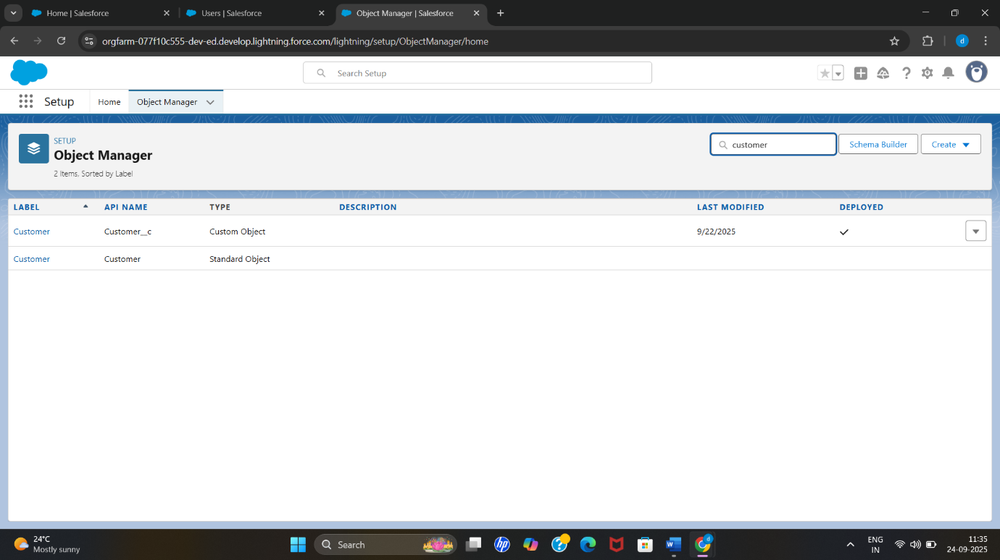 Home | Salesforce
Users | Salesforce
Object Manager | Salesforce
orgfarm-077f10c555-dev-ed.develop.lightning.force.com/lightning/setup/ObjectManager/home
d
Search Setup
Setup
Home
Object Manager
SETUP
Object Manager
2 Items, Sorted by Label
customer
Schema Builder
Create
LABEL API NAME TYPE DESCRIPTION LAST MODIFIED DEPLOYED
Customer Customer__c Custom Object 9/22/2025
Customer Customer Standard Object
24°C
Mostly sunny
Search
hp
W
d
ENG
IN
11:35
24-09-2025